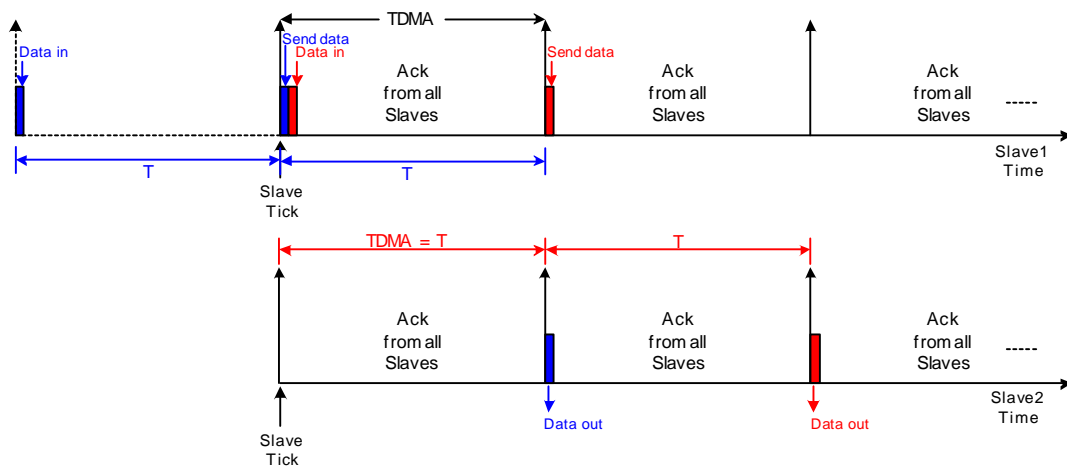 TDMA
Data in
Send data
Data in
Send data
Ack
from all
Slaves
Ack
from all
Slaves
Ack
from all
Slaves
T
T
Slave1
Time
Slave
Tick
TDMA = T
T
Ack
from all
Slaves
Ack
from all
Slaves
Ack
from all
Slaves
Slave2
Time
Data out
Data out
Slave
Tick